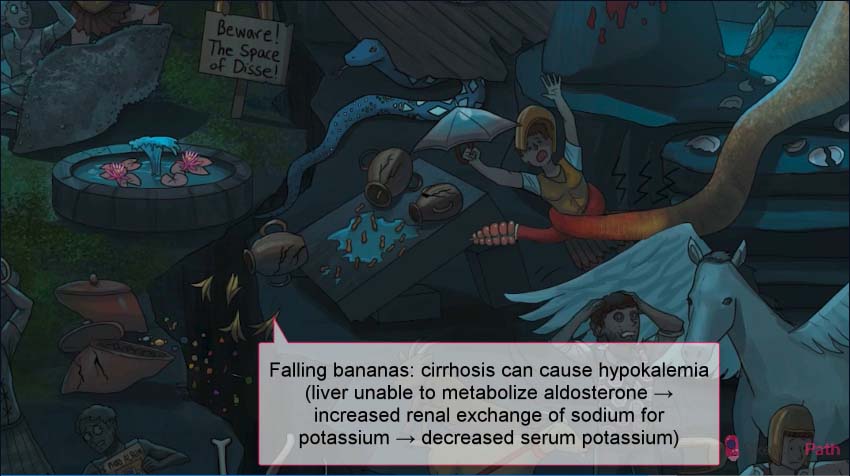 Beware!
The Space
of Disse!
Falling bananas: cirrhosis can cause hypokalemia
(liver unable to metabolize aldosterone →
increased renal exchange of sodium for
potassium → decreased serum potassium)
Path